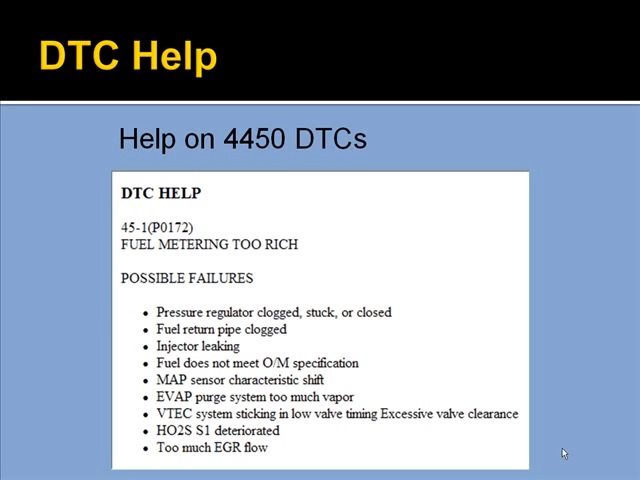 DTC Help
Help on 4450 DTCs
DTC HELP
45-1(P0172)
FUEL METERING TOO RICH
POSSIBLE FAILURES
• Pressure regulator clogged, stuck, or closed
• Fuel return pipe clogged
• Injector leaking
• Fuel does not meet O/M specification
• MAP sensor characteristic shift
• EVAP purge system too much vapor
• VTEC system sticking in low valve timing Excessive valve clearance
• HO2S S1 deteriorated
• Too much EGR flow